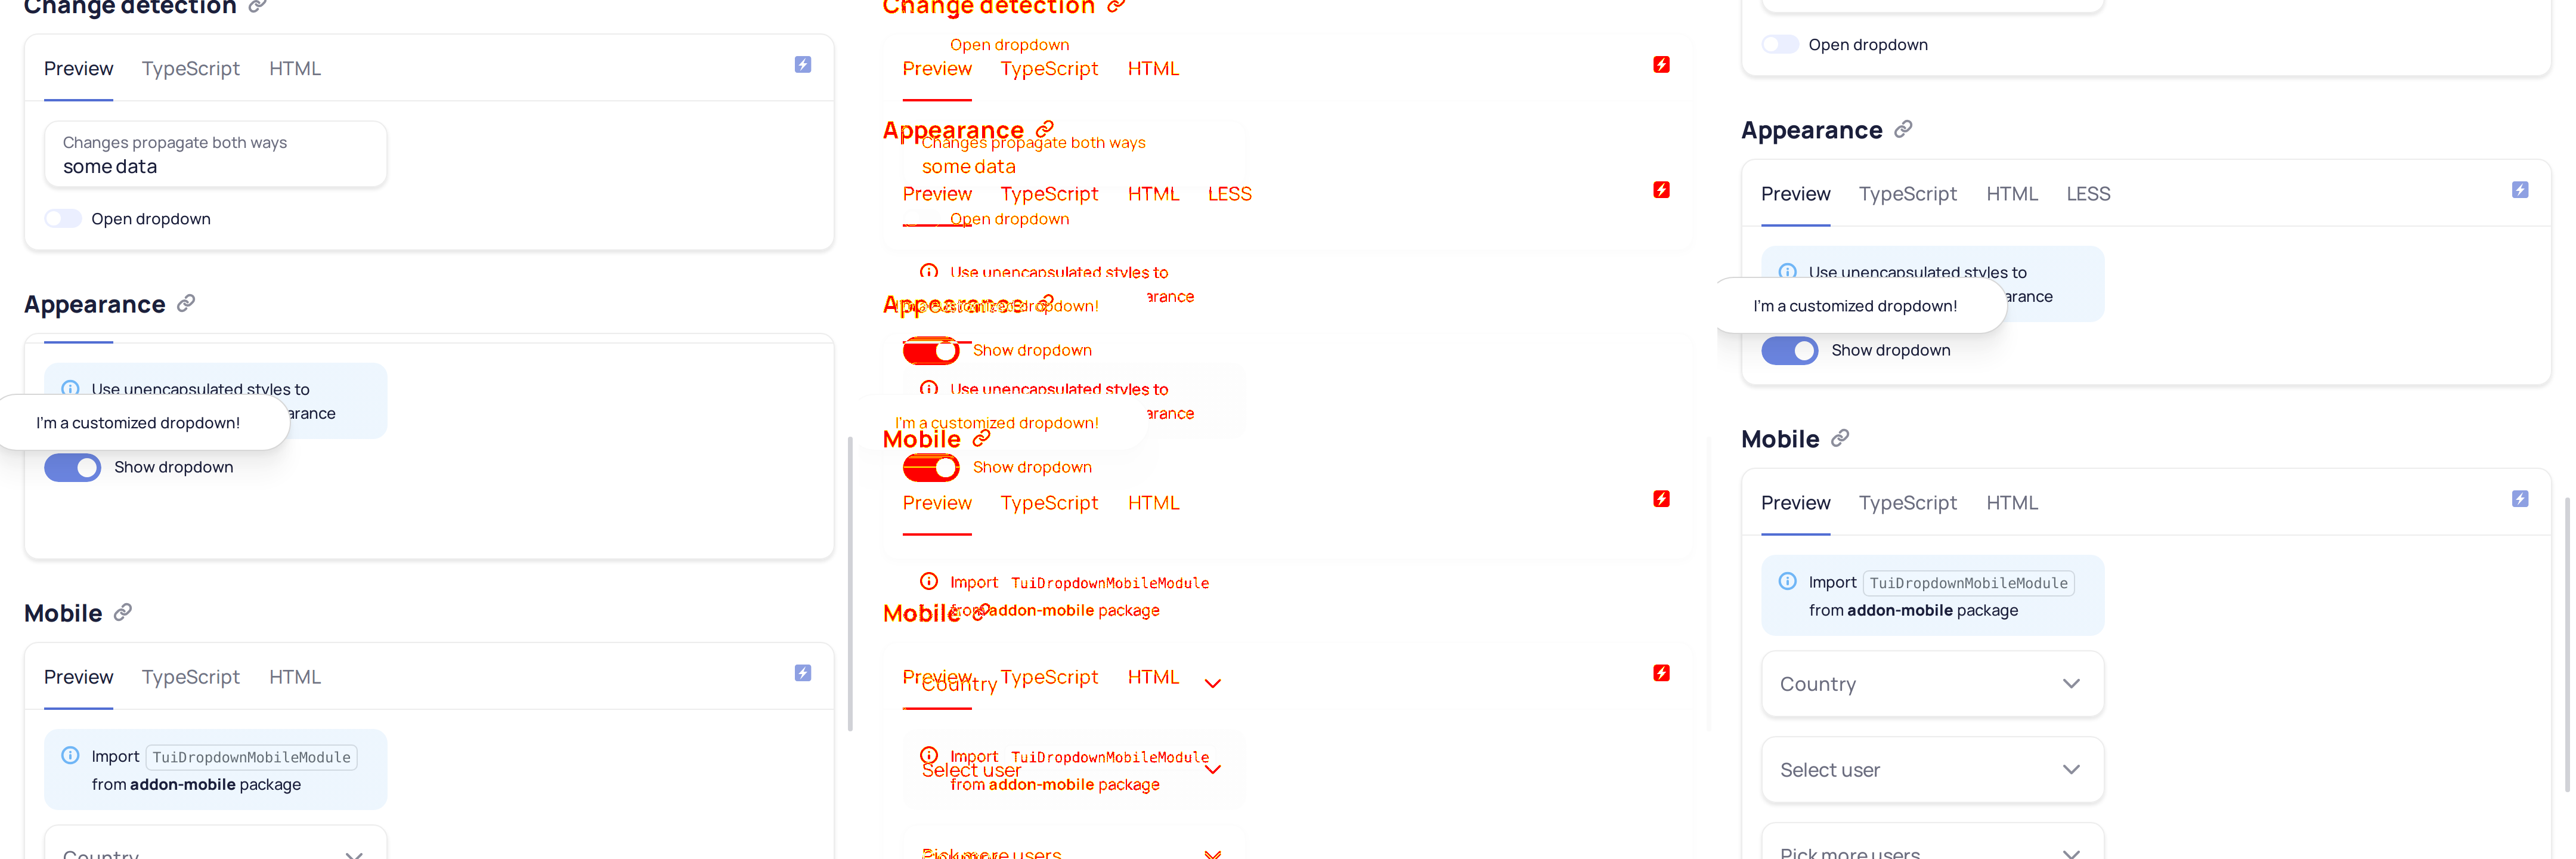 Change detection
Preview TypeScript HTML
Changes propagate both ways
some data
Open dropdown
Appearance
Use unencapsulated styles to
arance
I'm a customized dropdown!
Show dropdown
Mobile
Preview TypeScript HTML
Import TuiDropdownMobileModule
from addon-mobile package
Country
Change detection
Open dropdown
Preview TypeScript HTML
Appearance
Changes propagate both ways
some data
Preview TypeScript HTML LESS
Open dropdown
Use unencapsulated styles to
arance
Appearance
I'm a customized dropdown!
Show dropdown
Use unencapsulated styles to
arance
I'm a customized dropdown!
Mobile
Show dropdown
Preview TypeScript HTML
Import TuiDropdownMobileModule
from addon-mobile package
Mobile
Preview TypeScript HTML
Country
Import TuiDropdownMobileModule
Select user
from addon-mobile package
Pick more users
Open dropdown
Appearance
Preview TypeScript HTML LESS
Use unencapsulated styles to
arance
I'm a customized dropdown!
Show dropdown
Mobile
Preview TypeScript HTML
Import TuiDropdownMobileModule
from addon-mobile package
Country
Select user
Pick more users